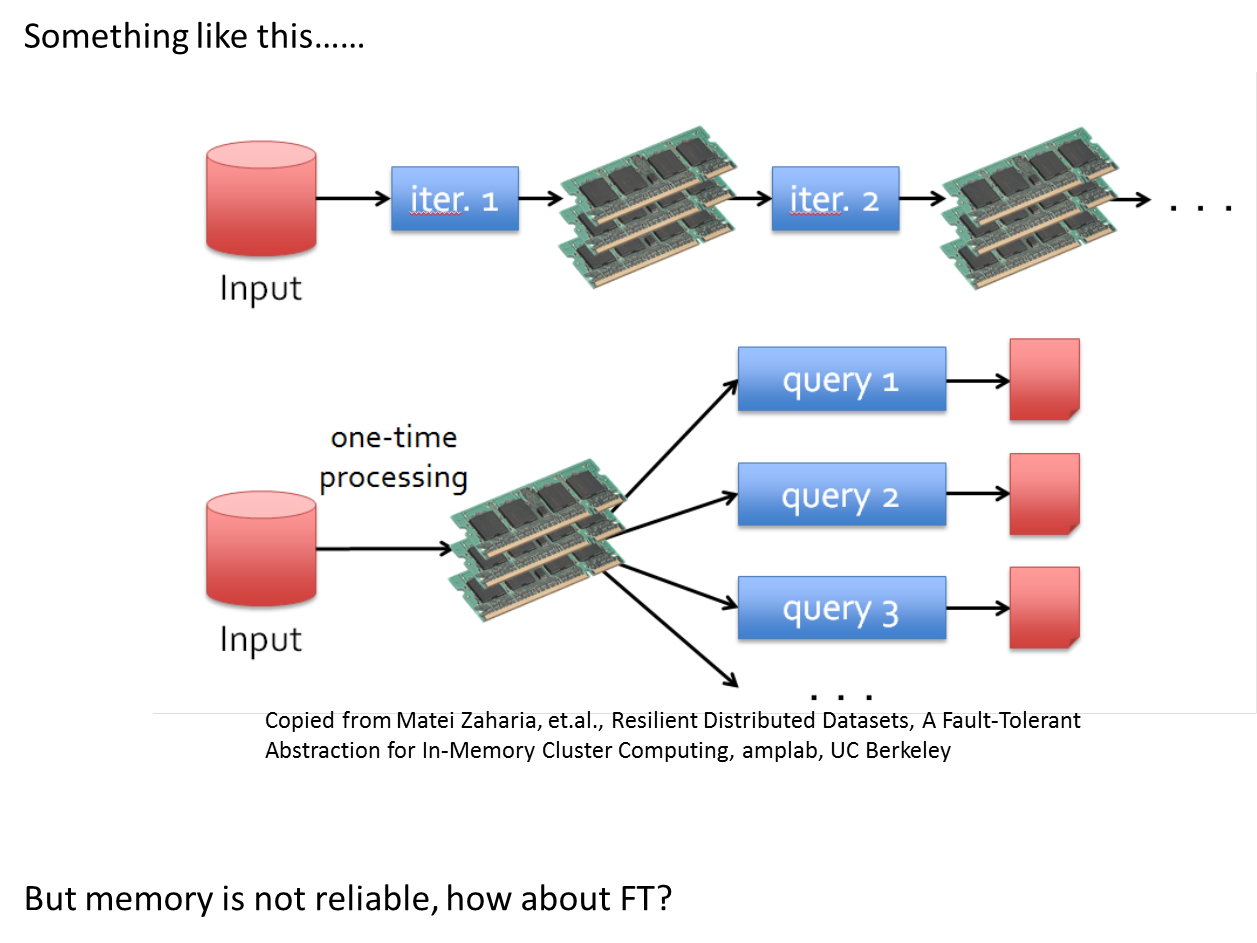 Something like this......
iter. 1
iter. 2
. . .
Input
query 1
one-time
processing
query 2
Input
query 3
. . .
Copied from Matei Zaharia, et.al., Resilient Distributed Datasets, A Fault-Tolerant
Abstraction for In-Memory Cluster Computing, amplab, UC Berkeley
But memory is not reliable, how about FT?